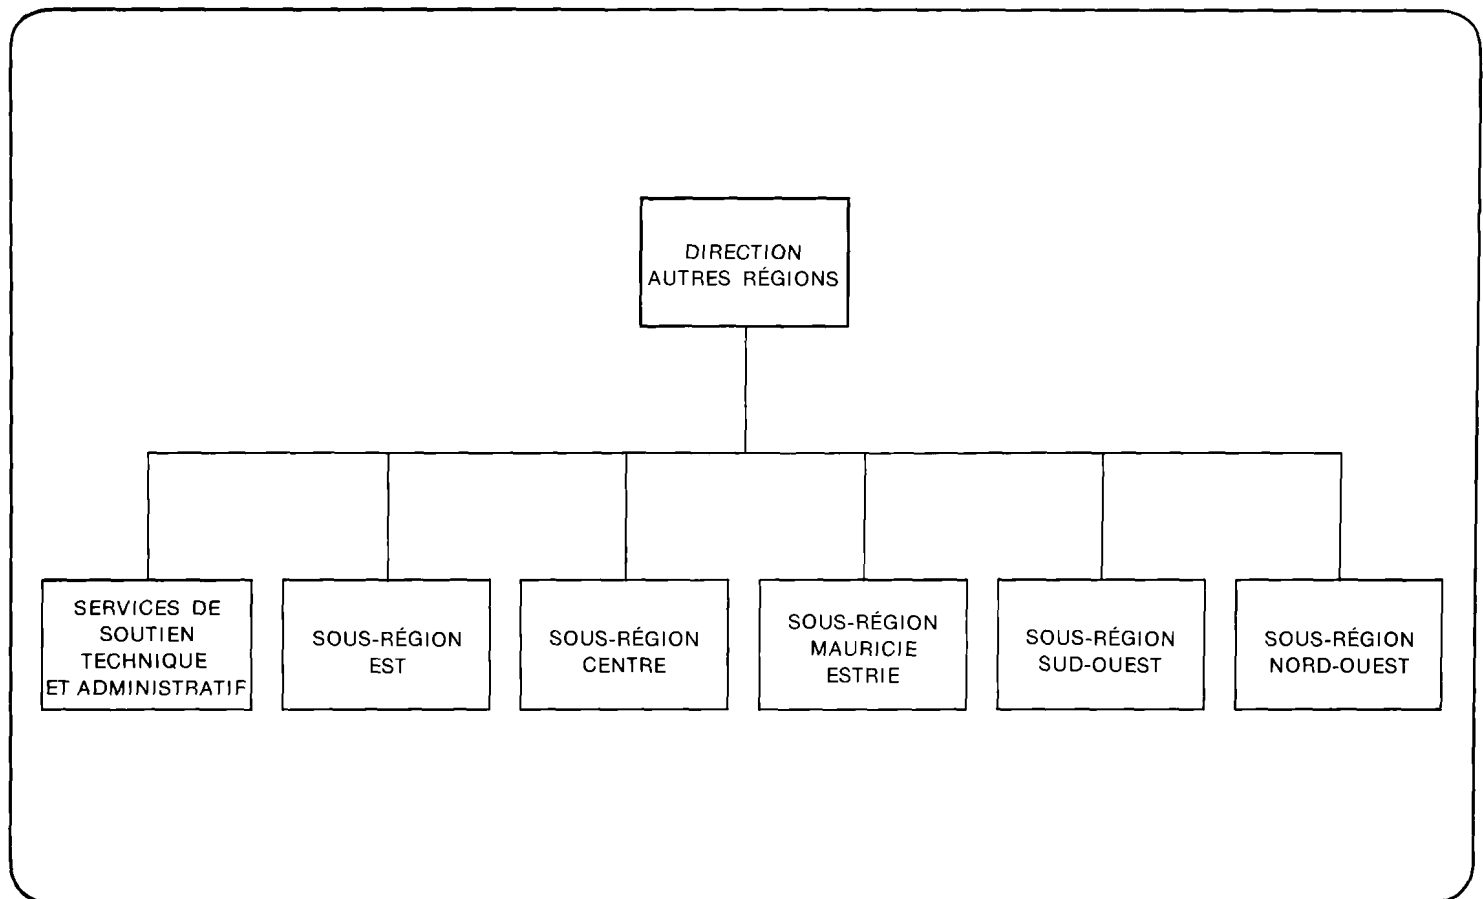 DIRECTION
AUTRES RÉGIONS
SERVICES DE
SOUTIEN
TECHNIQUE
ET ADMINISTRATIF
SOUS-RÉGION
EST
SOUS-RÉGION
CENTRE
SOUS-RÉGION
MAURICIE
ESTRIE
SOUS-RÉGION
SUD-OUEST
SOUS-RÉGION
NORD-OUEST